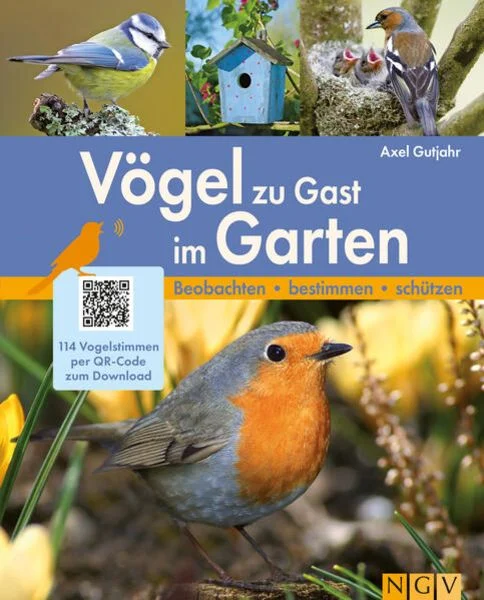 Axel Gutjahr
Vögel zu Gast
im Garten
Beobachten • bestimmen • schützen
114 Vogelstimmen
per QR-Code
zum Download
NGV